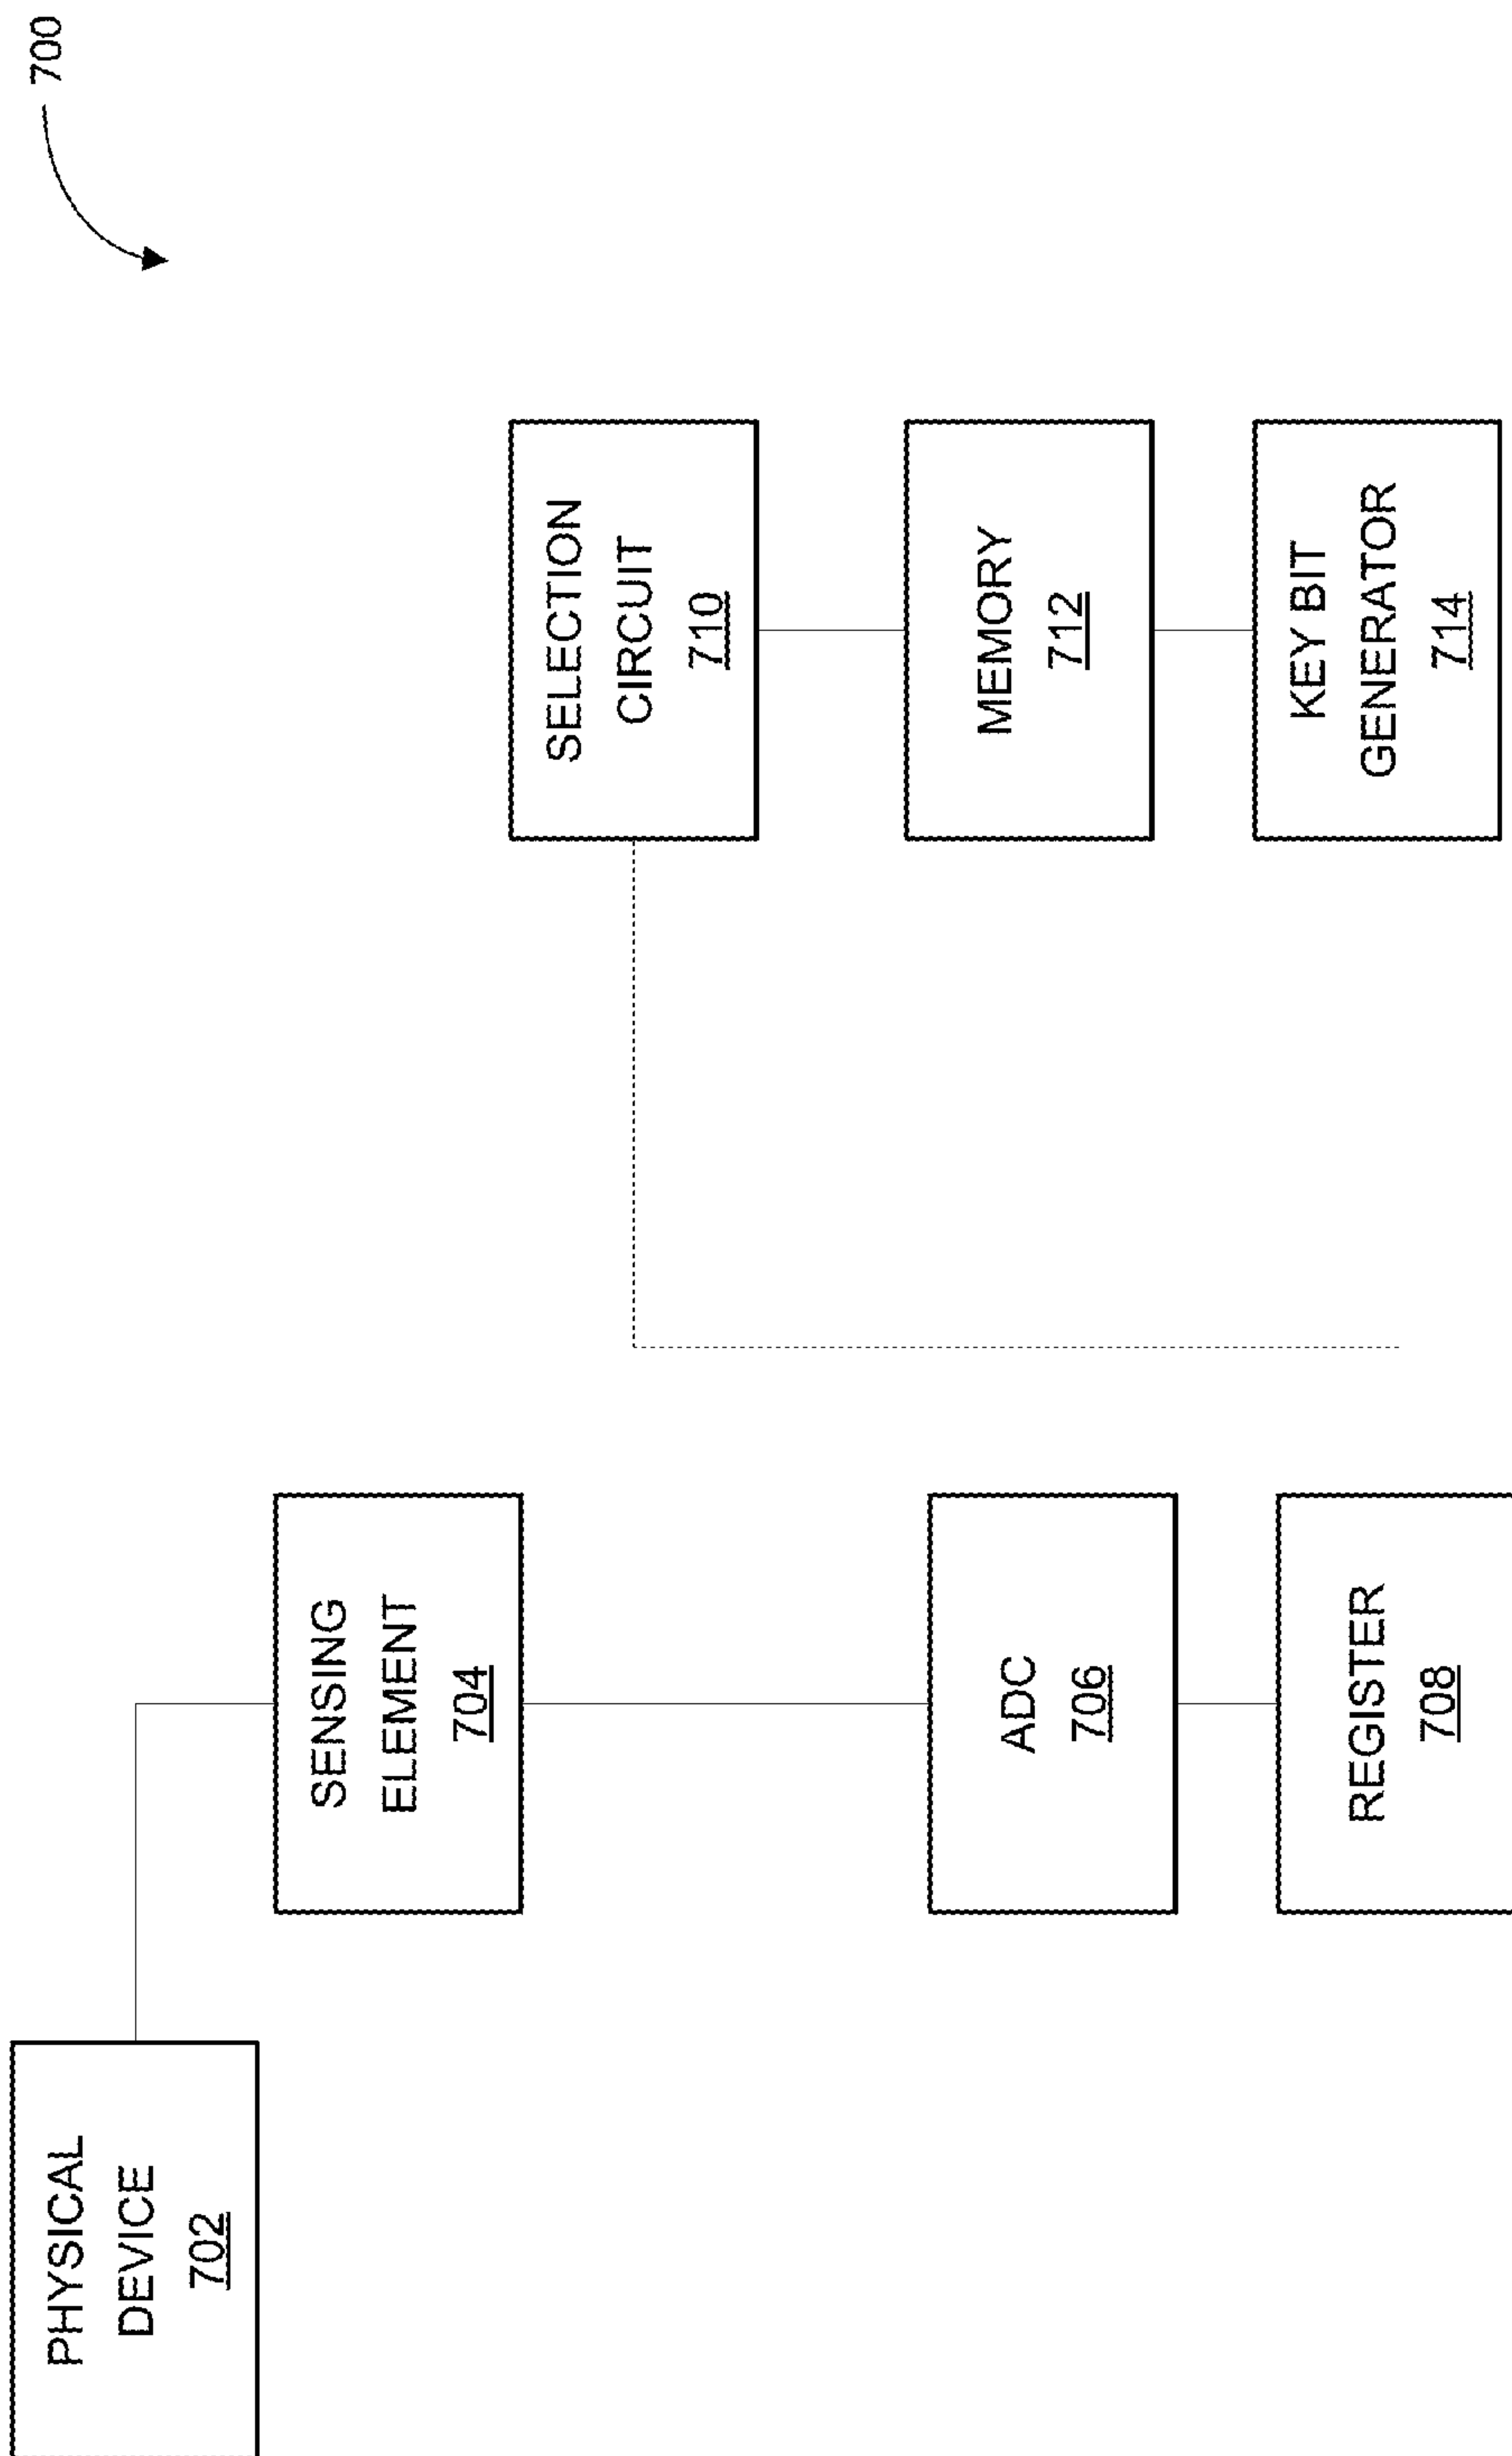 700
PHYSICAL
DEVICE
702
SENSING
ELEMENT
704
ADC
706
REGISTER
708
SELECTION
CIRCUIT
710
MEMORY
712
KEY BIT
GENERATOR
714